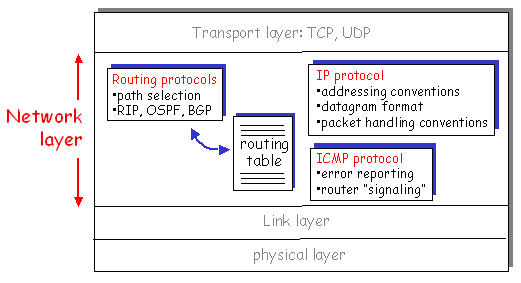 Transport layer: TCP, UDP
Network
layer
Routing protocols
•path selection
•RIP, OSPF, BGP
routing
table
IP protocol
•addressing conventions
•datagram format
•packet handling conventions
ICMP protocol
•error reporting
•router “signaling”
Link layer
physical layer